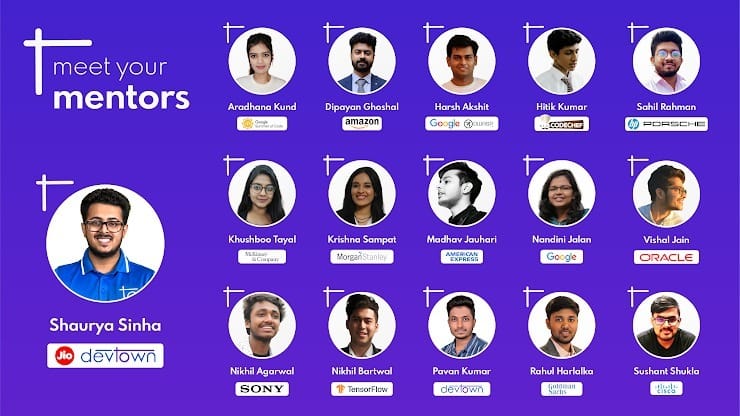 meet your
mentors
Shaurya Sinha
Jio devtown
Aradhana Kund
Google
Summer of Code
Dipayan Ghoshal
amazon
Harsh Akshit
Google
Hitik Kumar
CODECHEF
Sahil Rahman
hp PORSCHE
Khushboo Tayal
McKinsey
& Company
Krishna Sampat
Morgan Stanley
Madhav Jauhari
AMERICAN
EXPRESS
Nandini Jalan
Google
Vishal Jain
ORACLE
Nikhil Agarwal
SONY
Nikhil Bartwal
TensorFlow
Pavan Kumar
devtown
Rahul Harlalka
Goldman
Sachs
Sushant Shukla
cisco